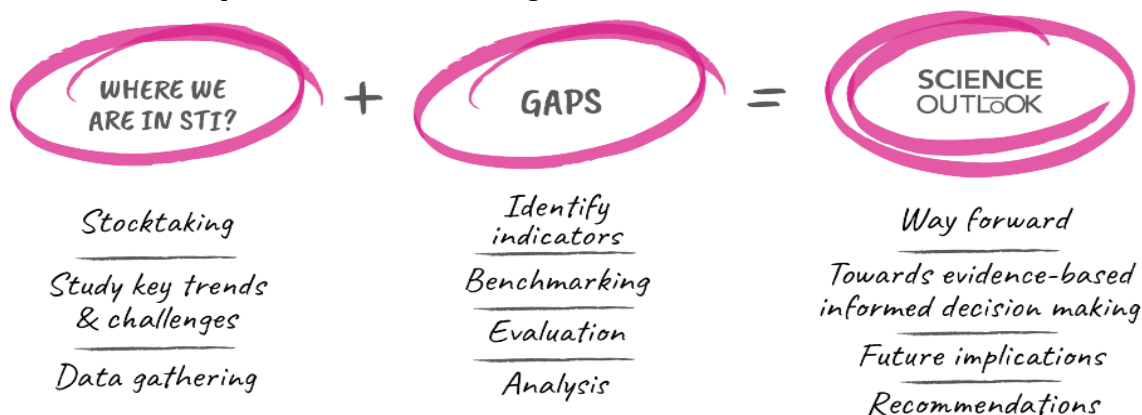 WHERE WE
ARE IN STI?
+
GAPS
=
SCIENCE
OUTLOOK
Stocktaking
Study key trends
& challenges
Data gathering
Identify
indicators
Benchmarking
Evaluation
Analysis
Way forward
Towards evidence-based
informed decision making
Future implications
Recommendations